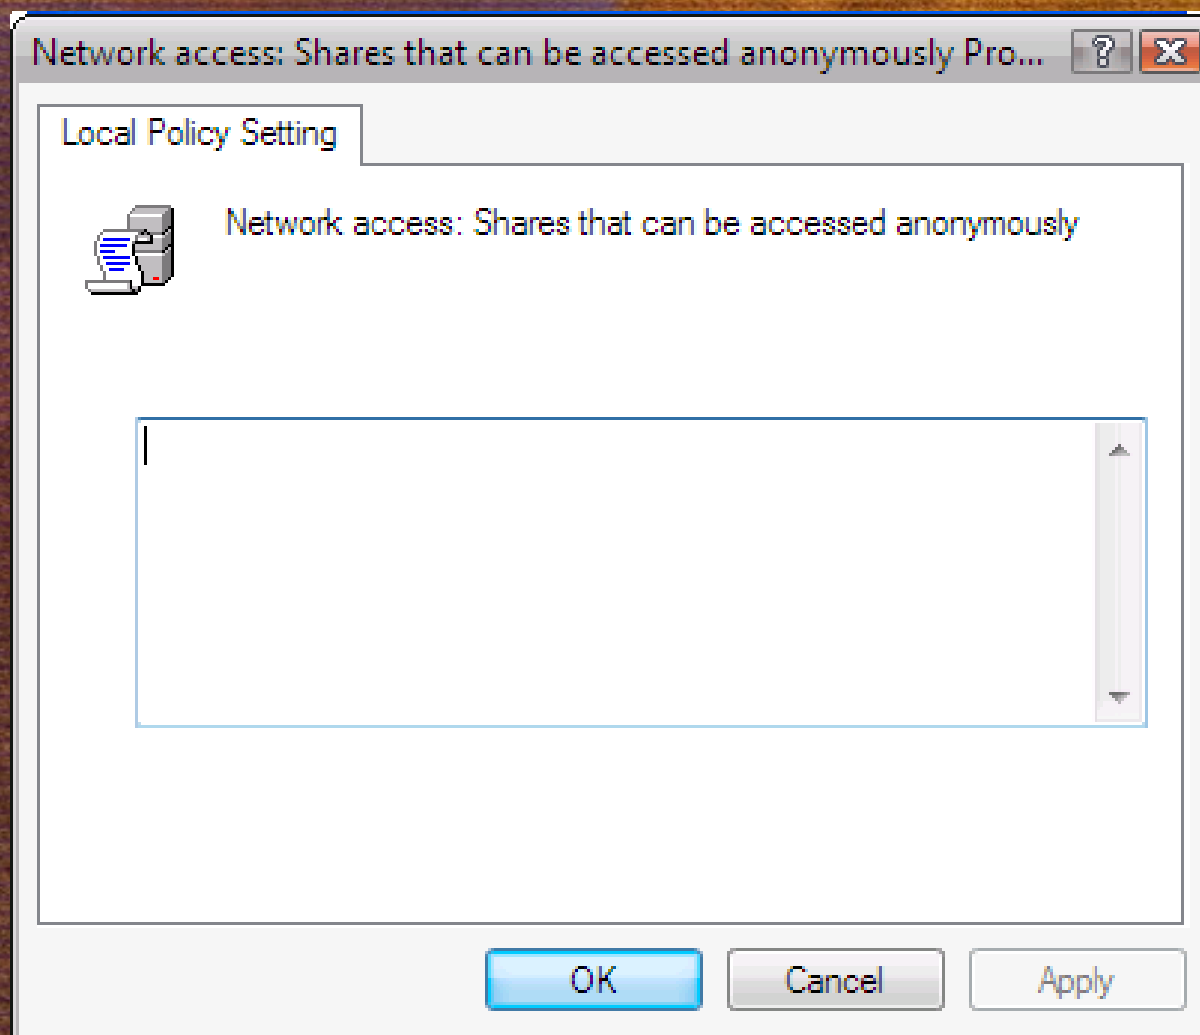 Network access: Shares that can be accessed anonymously Pro...
Local Policy Setting
Network access: Shares that can be accessed anonymously
OK
Cancel
Apply